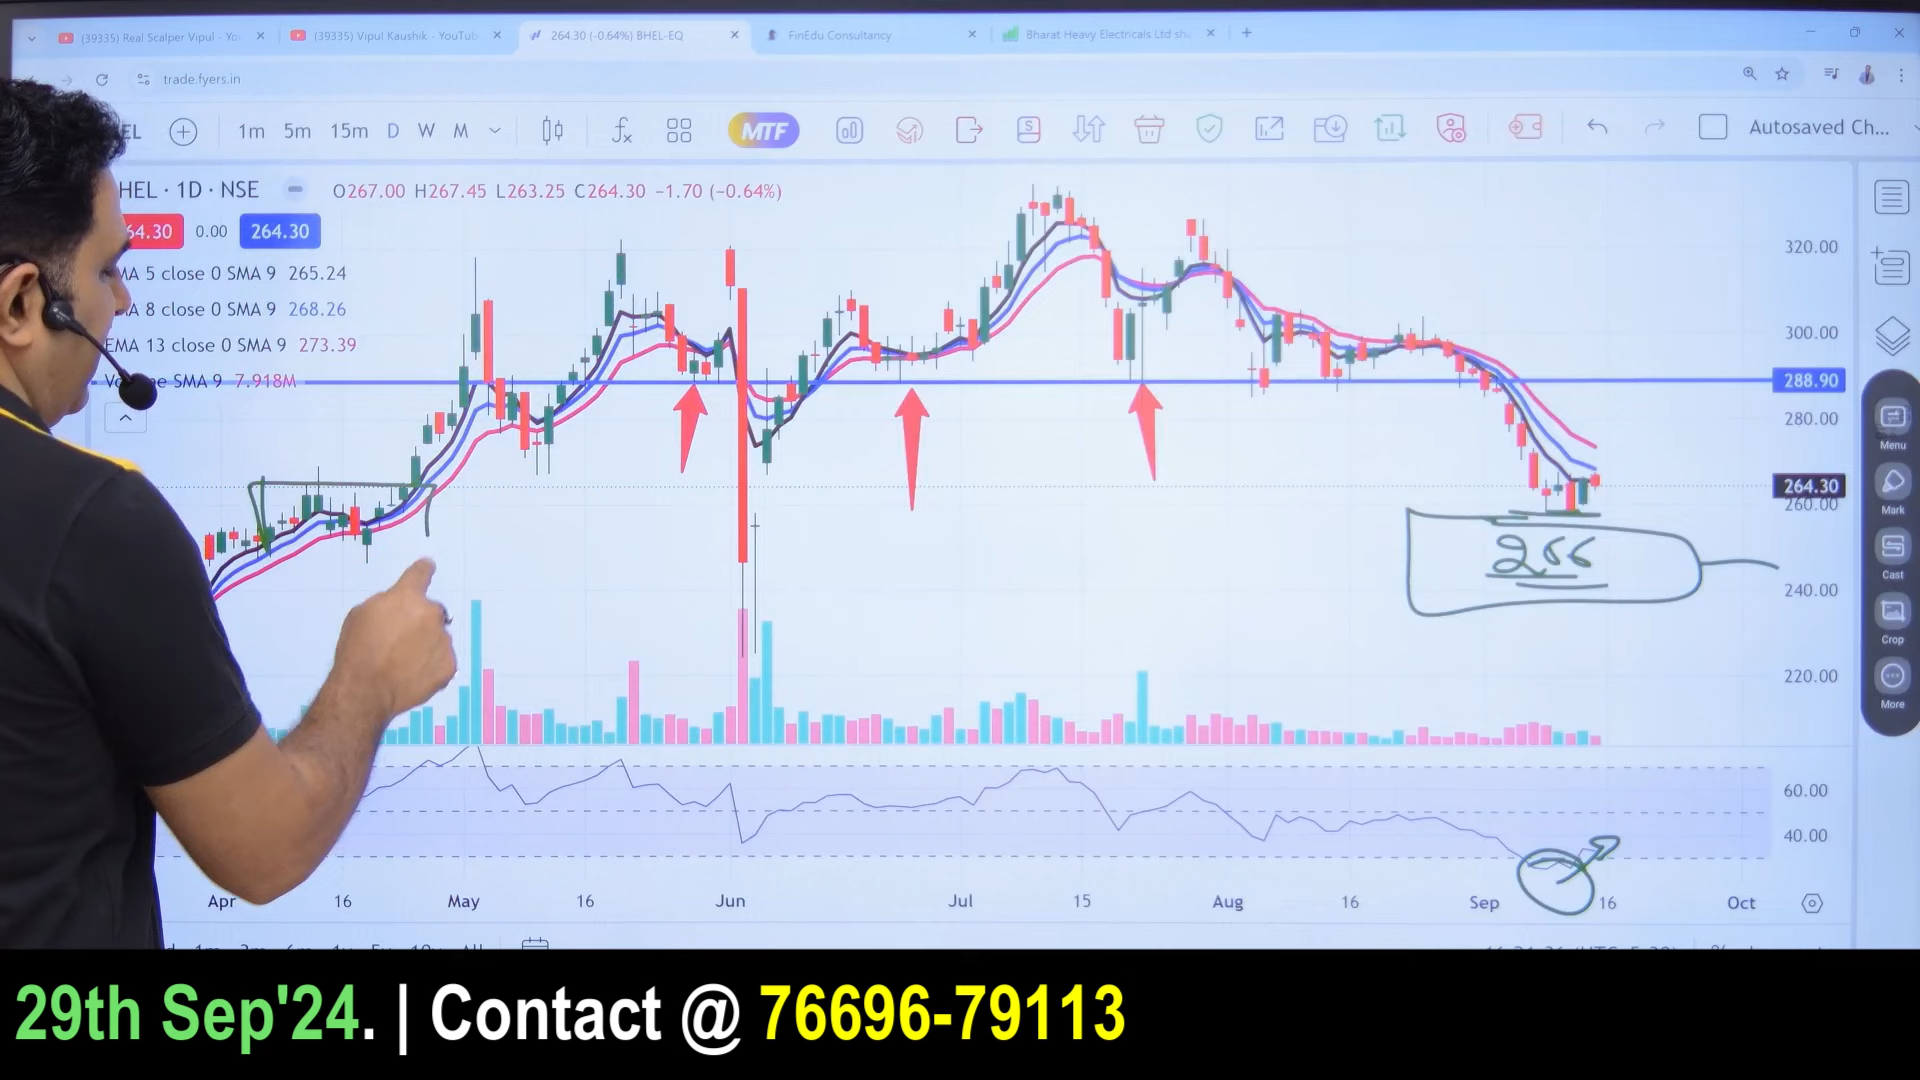 (39335) Real Scalper Vipul - You
(39335) Vipul Kaushik - YouTub
264.30 (-0.64%) BHEL-EQ
FinEdu Consultancy
Bharat Heavy Electricals Ltd sh
trade.fyers.in
EL
1m 5m 15m D W M
MTF
Autosaved Ch...
HEL · 1D · NSE
O267.00 H267.45 L263.25 C264.30 −1.70 (−0.64%)
64.30 0.00 264.30
MA 5 close 0 SMA 9 265.24
A 8 close 0 SMA 9 268.26
EMA 13 close 0 SMA 9 273.39
Vo me SMA 9 7.918M
320.00
300.00
288.90
280.00
264.30
260.00
256
240.00
220.00
60.00
40.00
Apr 16 May 16 Jun Jul 15 Aug 16 Sep 16 Oct
Menu
Mark
Cast
Crop
More
29th Sep'24. | Contact @ 76696-79113